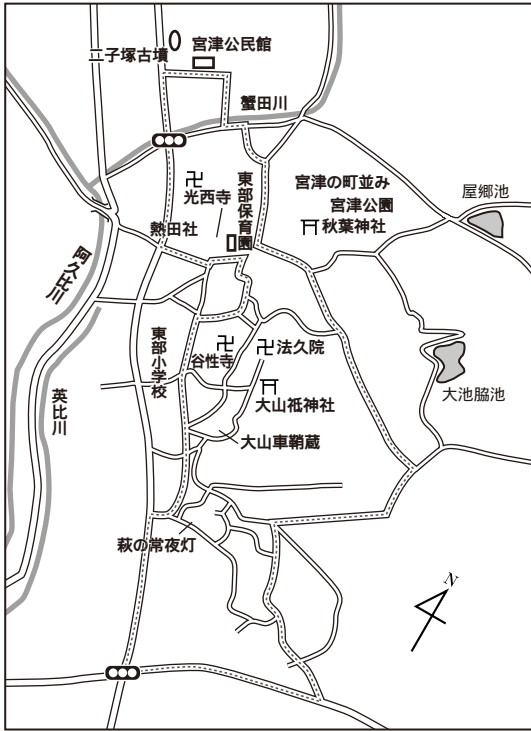 宮津公民館
二子塚古墳
蟹田川
光西寺
東部保育園
宮津の町並み
宮津公園
秋葉神社
屋郷池
熱田社
阿久比川
東部小学校
谷性寺
法久院
大山祇神社
大池脇池
英比川
大山車鞘蔵
萩の常夜灯
N